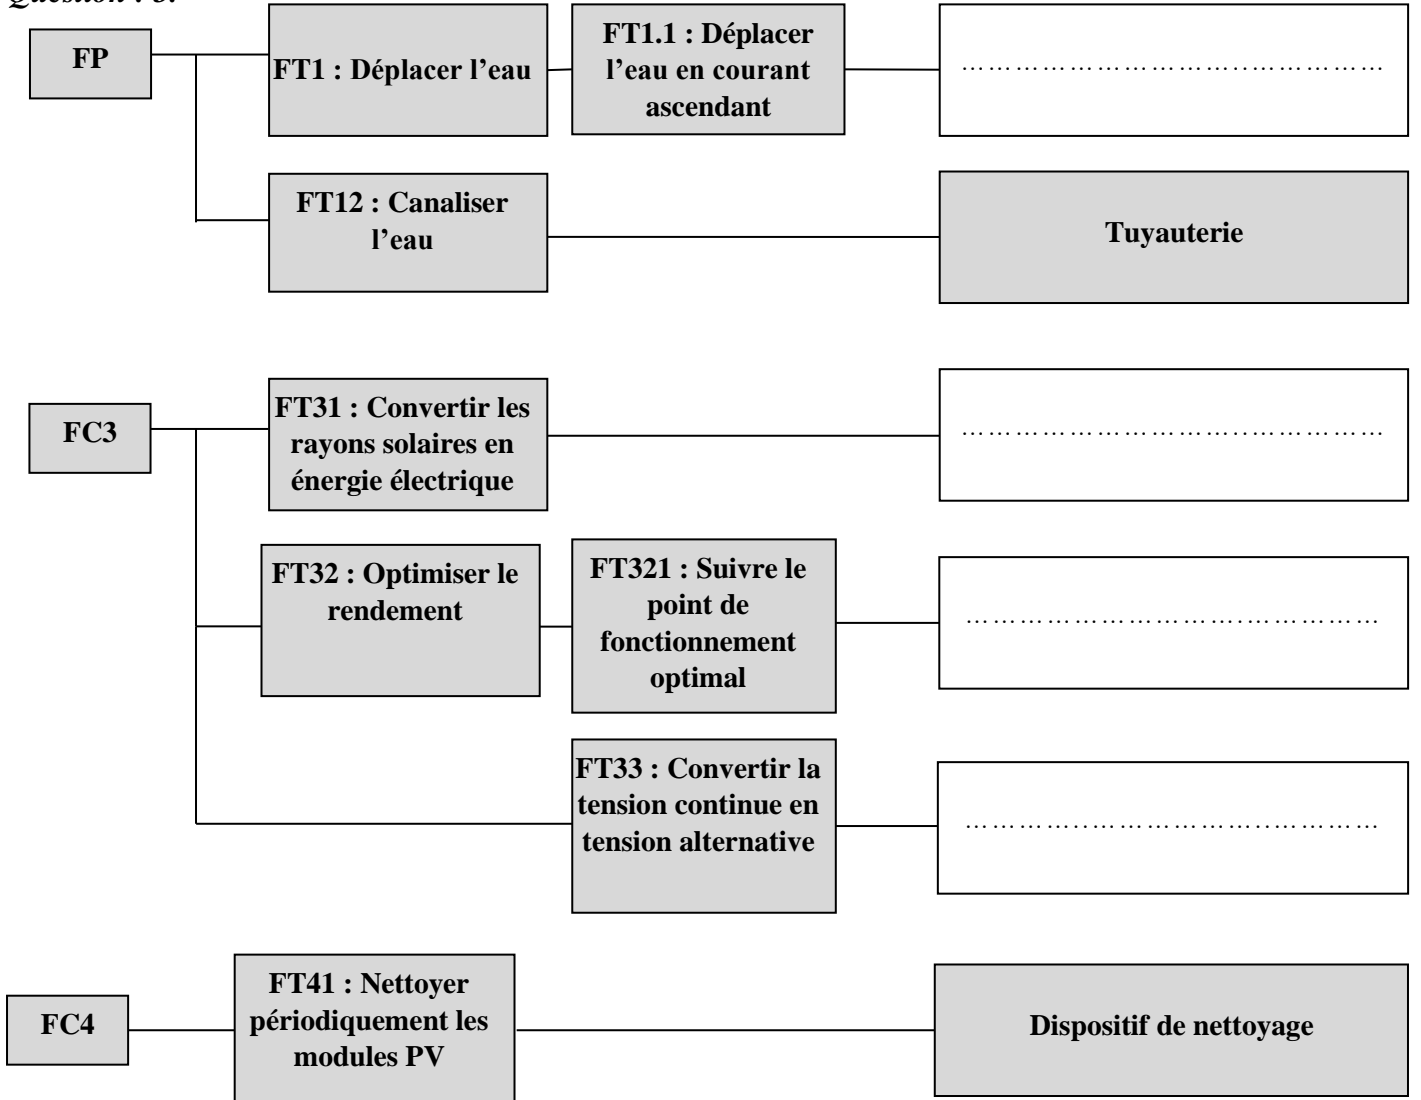 Question : 3.
FP
FT1 : Déplacer l’eau
FT1.1 : Déplacer
l’eau en courant
ascendant
……………………………..……………
FT12 : Canaliser
l’eau
Tuyauterie
FC3
FT31 : Convertir les
rayons solaires en
énergie électrique
……………………………..……………
FT32 : Optimiser le
rendement
FT321 : Suivre le
point de
fonctionnement
optimal
………………………….……………
FT33 : Convertir la
tension continue en
tension alternative
…………..………………..…………
FC4
FT41 : Nettoyer
périodiquement les
modules PV
Dispositif de nettoyage